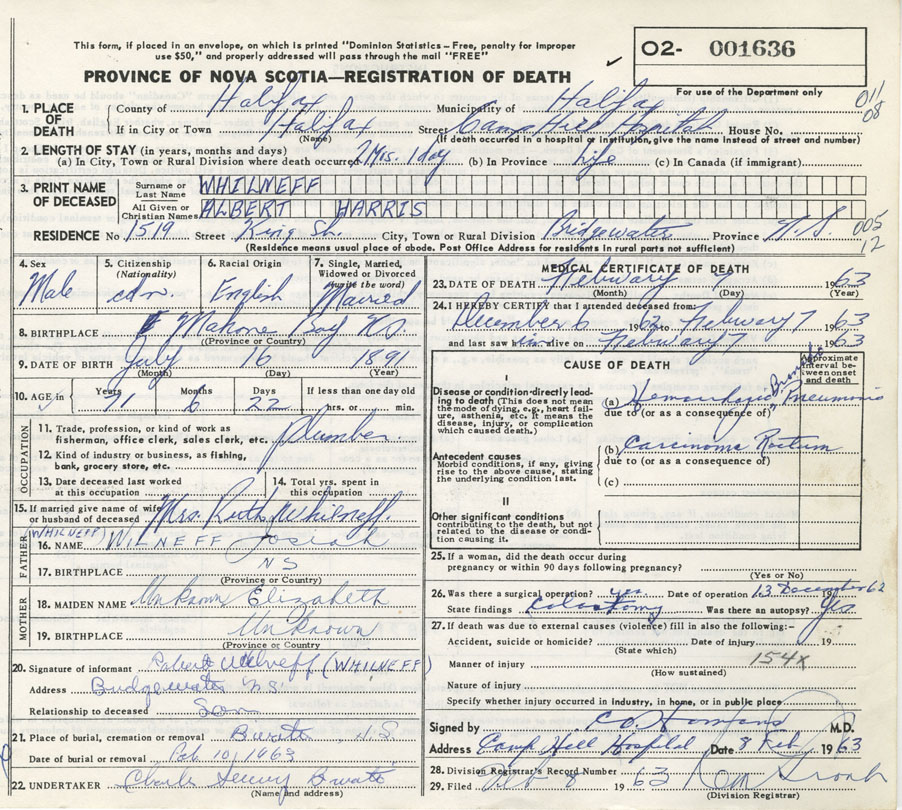 This form, if placed in an envelope, on which is printed "Dominion Statistics – Free, penalty for improper
use $50," and properly addressed will pass through the mail "FREE"
O2- 001636
PROVINCE OF NOVA SCOTIA—REGISTRATION OF DEATH
For use of the Department only
011
08
1. PLACE OF DEATH
County of Halifax Municipality of Halifax
If in City or Town Halifax Street Camp Hill Hospital House No.
(Name) (If death occurred in a hospital or institution, give the name instead of street and number)
2. LENGTH OF STAY (in years, months and days)
(a) In City, Town or Rural Division where death occurred 2 Mts. 1 day (b) In Province Life (c) In Canada (if immigrant)
3. PRINT NAME OF DECEASED
Surname or Last Name WHILNEFF
All Given or Christian Names ALBERT HARRIS
RESIDENCE No 1519 Street King St. City, Town or Rural Division Bridgewater Province N.S.
005
12
(Residence means usual place of abode. Post Office Address for residents in rural parts not sufficient)
4. Sex Male
5. Citizenship (Nationality) cdn.
6. Racial Origin English
7. Single, Married, Widowed or Divorced (write the word) Married
8. BIRTHPLACE Mahone Bay N.S.
(Province or Country)
9. DATE OF BIRTH July 16 1891
(Month) (Day) (Year)
10. AGE in Years 71 Months 6 Days 22 If less than one day old
hrs. or min.
OCCUPATION
11. Trade, profession, or kind of work as
fisherman, office clerk, sales clerk, etc. Plumber.
12. Kind of industry or business, as fishing,
bank, grocery store, etc.
13. Date deceased last worked
at this occupation
14. Total yrs. spent in
this occupation
15. If married give name of wife
or husband of deceased Mrs. Ruth Whilneff.
FATHER
(WHILNEFF)
16. NAME WILNEFF Josiah
17. BIRTHPLACE NS
(Province or Country)
MOTHER
18. MAIDEN NAME Unknown Elizabeth
19. BIRTHPLACE Unknown
(Province or Country)
20. Signature of informant Wilneff (WHILNEFF)
Address Bridgewater NS
Relationship to deceased Son
21. Place of burial, cremation or removal B'water N.S.
Date of burial or removal Feb 10, 1963
22. UNDERTAKER B'water
(Name and address)
MEDICAL CERTIFICATE OF DEATH
23. DATE OF DEATH February 7 1963
(Month) (Day) (Year)
24. I HEREBY CERTIFY that I attended deceased from:
December 6 1962 to February 7 1963
and last saw him alive on February 7 1963
CAUSE OF DEATH
Approximate interval between onset and death
I
Disease or condition directly leading to death (This does not mean the mode of dying, e.g., heart failure, asthenia, etc. It means the disease, injury, or complication which caused death.)
(a) Hemorrhagic Broncho Pneumonia
due to (or as a consequence of)
Antecedent causes
Morbid conditions, if any, giving rise to the above cause, stating the underlying condition last.
(b) Carcinoma Rectum
due to (or as a consequence of)
(c)
II
Other significant conditions
contributing to the death, but not related to the disease or condition causing it.
25. If a woman, did the death occur during
pregnancy or within 90 days following pregnancy?
(Yes or No)
26. Was there a surgical operation? yes Date of operation 13 December 1962
State findings Colostomy Was there an autopsy? Yes
27. If death was due to external causes (violence) fill in also the following:–
Accident, suicide or homicide? Date of injury 19
(State which)
Manner of injury 154X
(How sustained)
Nature of injury
Specify whether injury occurred in industry, in home, or in public place
Signed by M.D.
Address Camp Hill Hospital Date 8 Feb 1963
28. Division Registrar's Record Number
29. Filed Feb 8 1963
(Division Registrar)